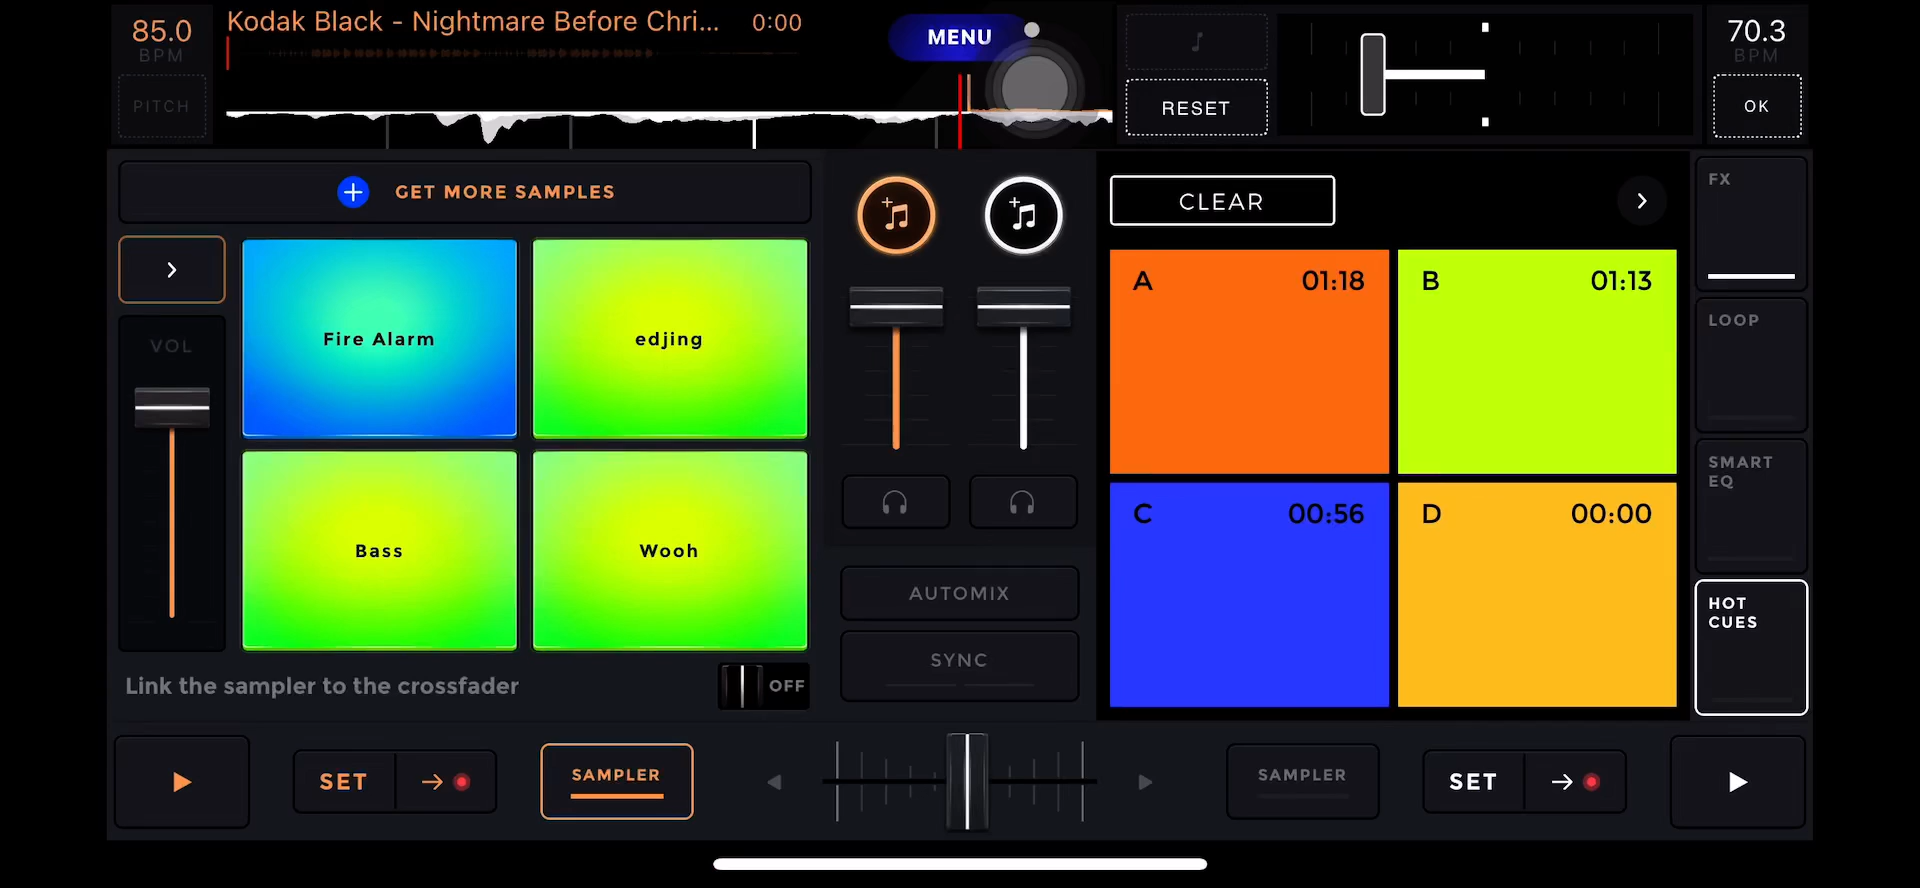 85.0
BPM
PITCH
Kodak Black - Nightmare Before Chri...
0:00
MENU
RESET
70.3
BPM
OK
GET MORE SAMPLES
CLEAR
FX
VOL
Fire Alarm
edjing
Bass
Wooh
A 01:18
B 01:13
C 00:56
D 00:00
LOOP
SMART
EQ
HOT
CUES
AUTOMIX
SYNC
Link the sampler to the crossfader
OFF
SET
SAMPLER
SAMPLER
SET